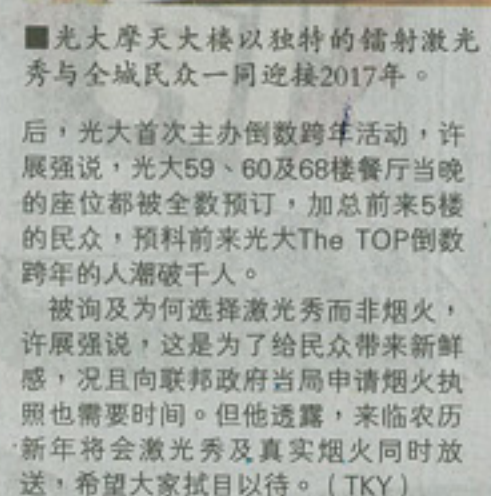 ■光大摩天大楼以独特的镭射激光
秀与全城民众一同迎接2017年。
后，光大首次主办倒数跨年活动，许
展强说，光大59、60及68楼餐厅当晚
的座位都被全数预订，加总前来5楼
的民众，预料前来光大The TOP倒数
跨年的人潮破千人。
被询及为何选择激光秀而非烟火，
许展强说，这是为了给民众带来新鲜
感，况且向联邦政府当局申请烟火执
照也需要时间。但他透露，来临农历
新年将会激光秀及真实烟火同时放
送，希望大家拭目以待。（TKY）